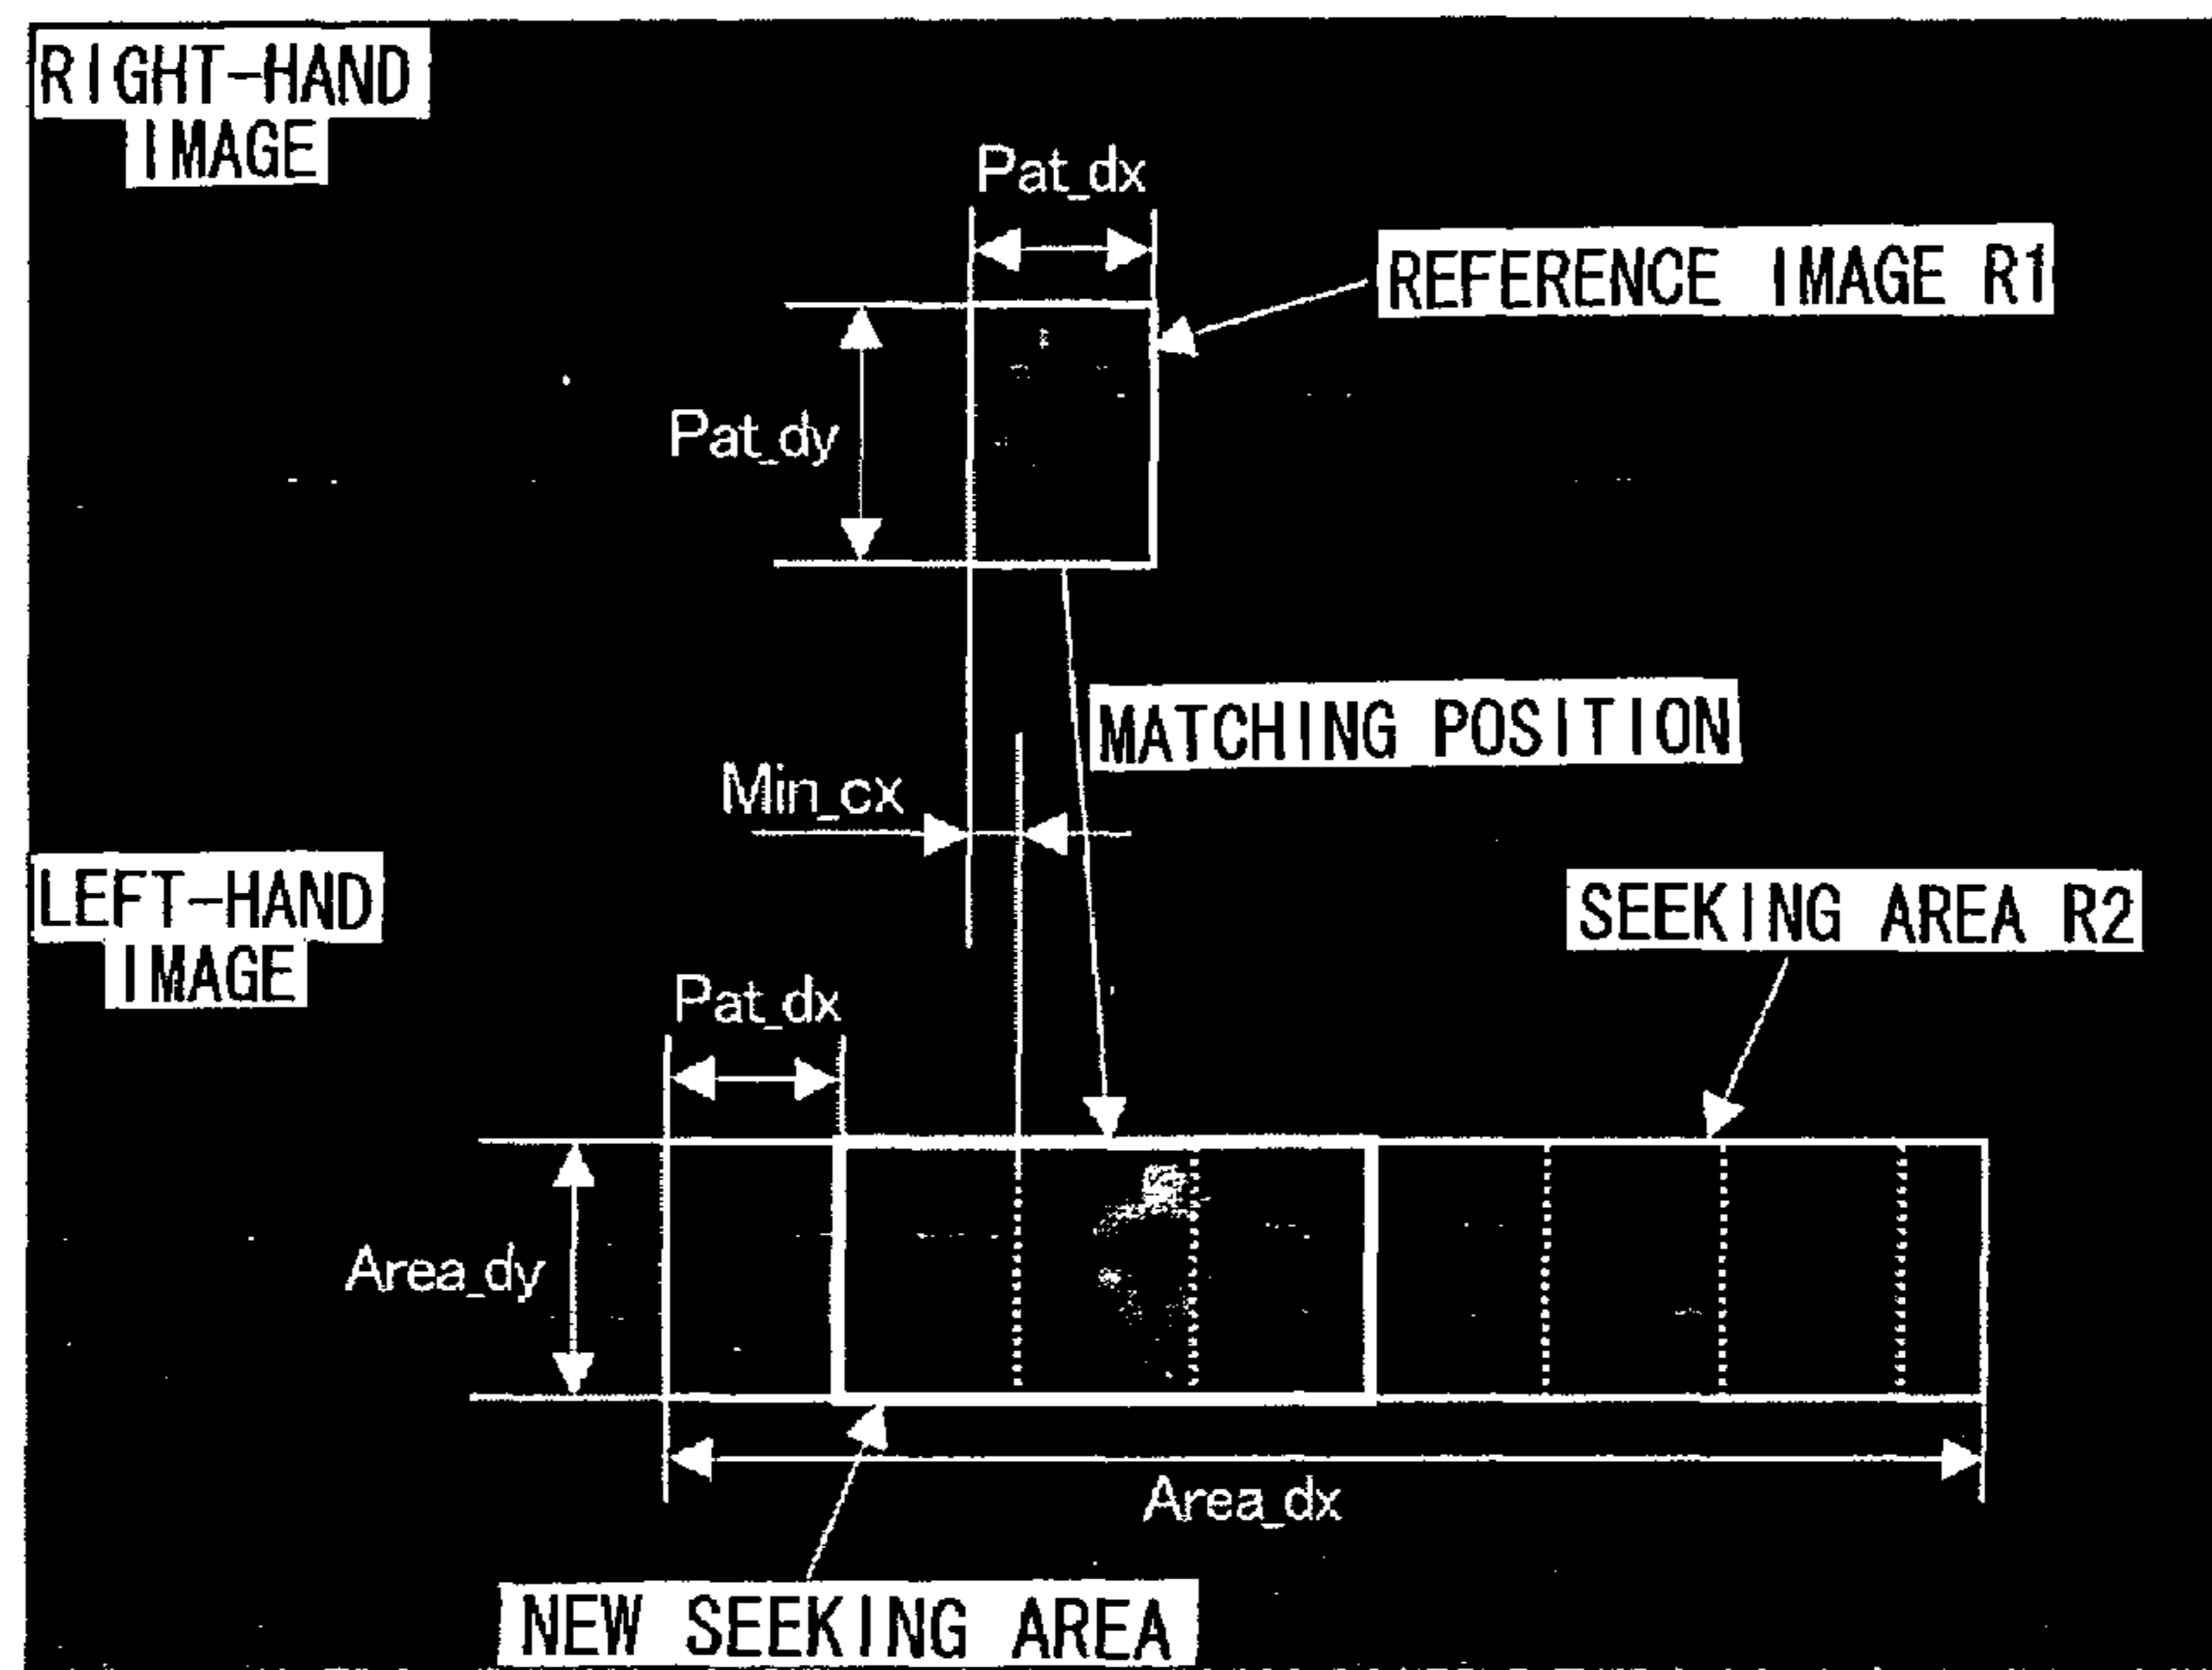 RIGHT-HAND
IMAGE
Pat_dx
REFERENCE IMAGE R1
Pat_dy
MATCHING POSITION
Min_cx
LEFT-HAND
IMAGE
SEEKING AREA R2
Pat_dx
Area_dy
Area_dx
NEW SEEKING AREA